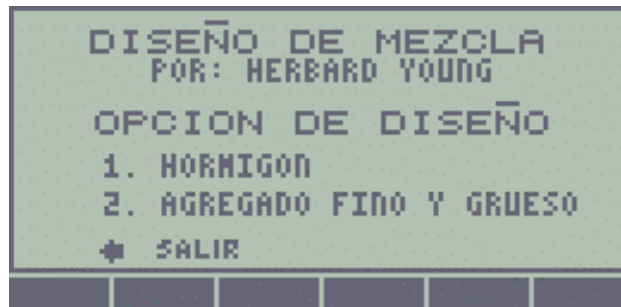 DISEÑO DE MEZCLA
POR: HERBARD YOUNG
OPCION DE DISEÑO
1. HORMIGON
2. AGREGADO FINO Y GRUESO
SALIR